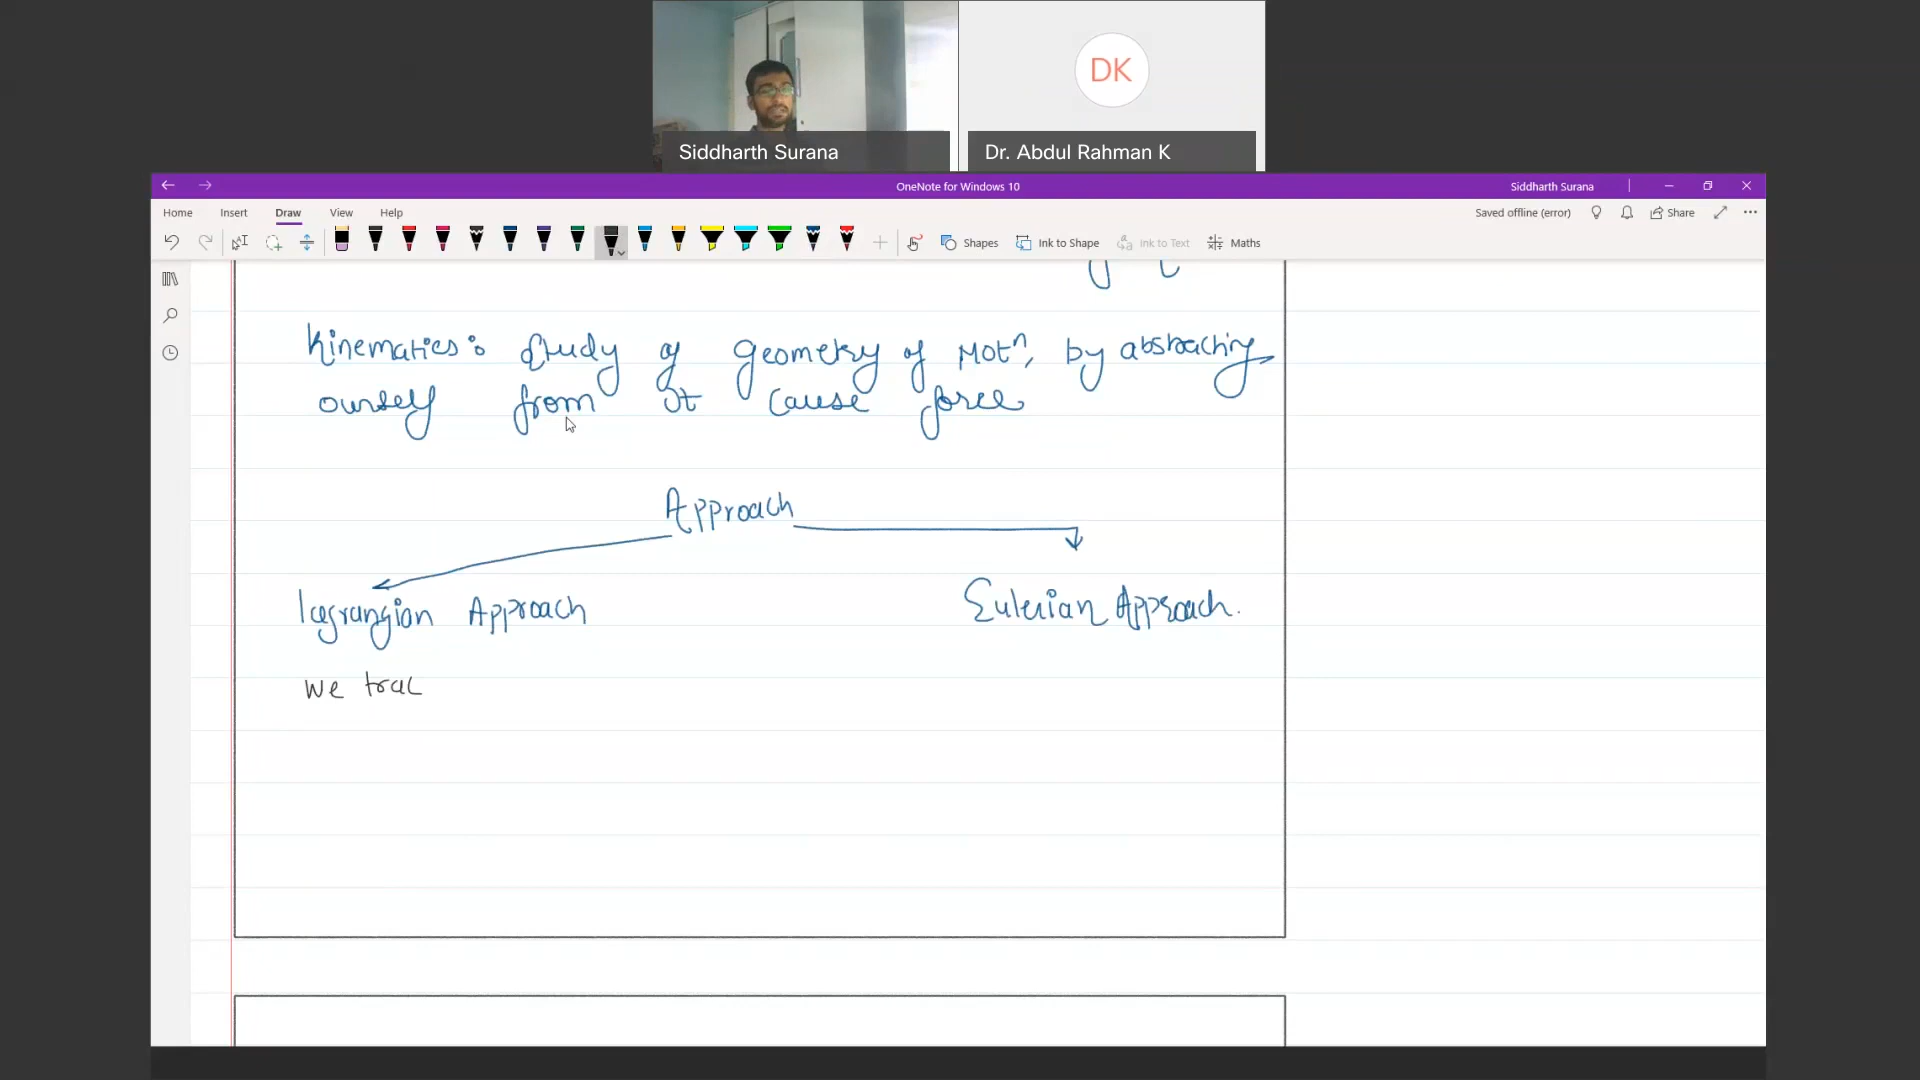 DK
Siddharth Surana
Dr. Abdul Rahman K
OneNote for Windows 10
Siddharth Surana
Home Insert Draw View Help
Saved offline (error)
Share
Shapes
Ink to Shape
Ink to Text
Maths
Kinematics: Study of geometry of Motⁿ, by abstraching
ourself from it cause force
Approach
lagrangian Approach
Eulerian Approach.
we trac